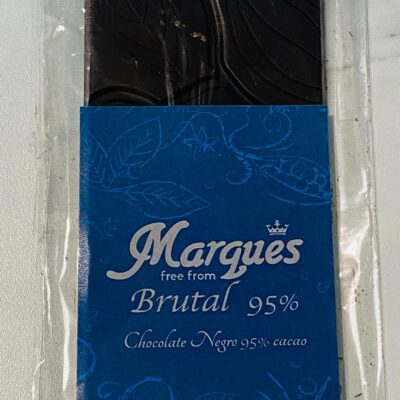 Marques
free from
Brutal 95%
Chocolate Negro 95% cacao